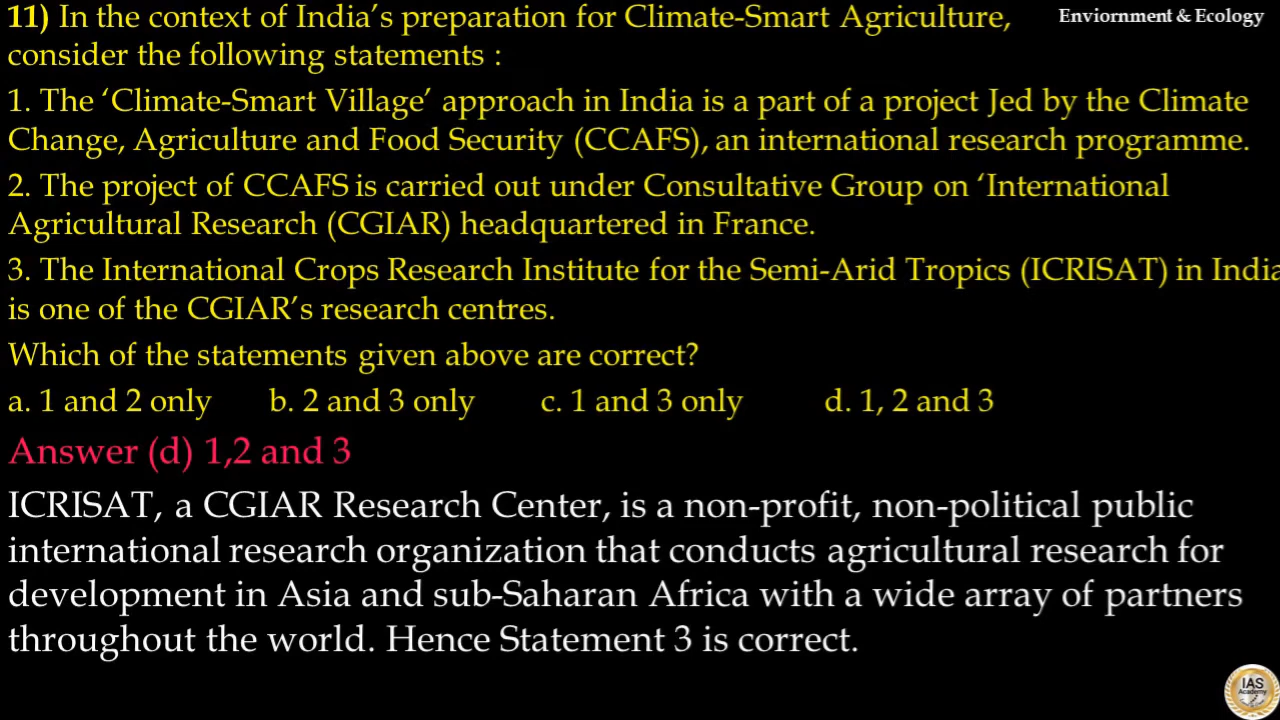 11) In the context of India's preparation for Climate-Smart Agriculture,
Enviornment & Ecology
consider the following statements :
1. The ‘Climate-Smart Village’ approach in India is a part of a project Jed by the Climate
Change, Agriculture and Food Security (CCAFS), an international research programme.
2. The project of CCAFS is carried out under Consultative Group on ‘International
Agricultural Research (CGIAR) headquartered in France.
3. The International Crops Research Institute for the Semi-Arid Tropics (ICRISAT) in India
is one of the CGIAR’s research centres.
Which of the statements given above are correct?
a. 1 and 2 only b. 2 and 3 only c. 1 and 3 only d. 1, 2 and 3
Answer (d) 1,2 and 3
ICRISAT, a CGIAR Research Center, is a non-profit, non-political public
international research organization that conducts agricultural research for
development in Asia and sub-Saharan Africa with a wide array of partners
throughout the world. Hence Statement 3 is correct.
IAS
Academy